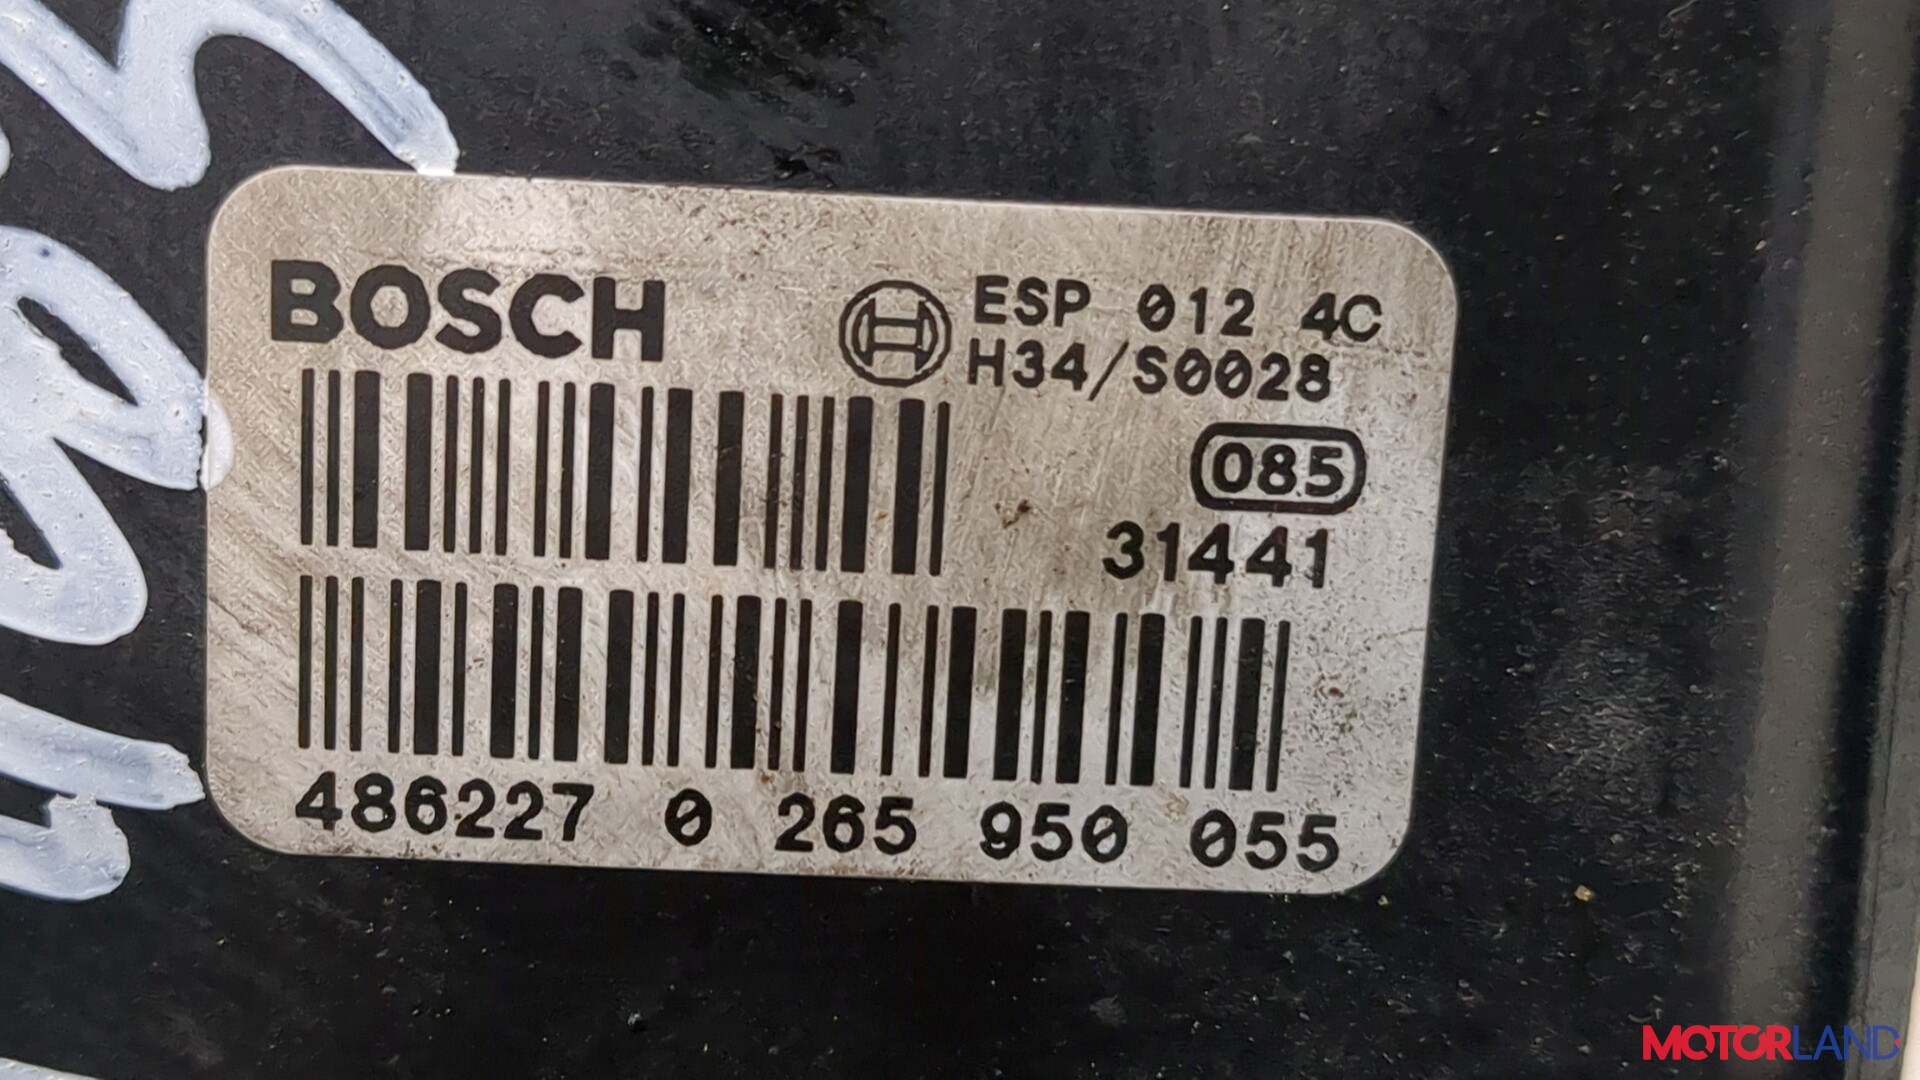 BOSCH
ESP 012 4C
H34/S0028
085
31441
486227 0 265 950 055
MOTORLAND